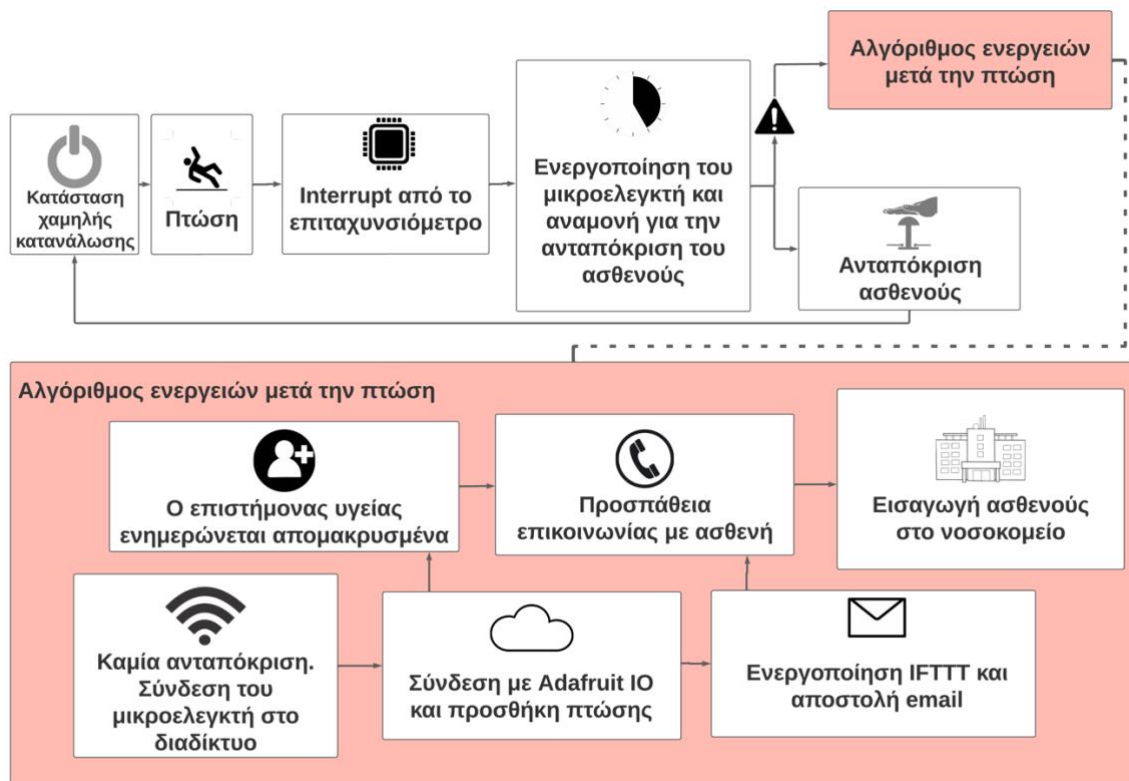 Αλγόριθμος ενεργειών
μετά την πτώση
Κατάσταση
χαμηλής
κατανάλωσης
Πτώση
Interrupt από το
επιταχυνσιόμετρο
Ενεργοποίηση του
μικροελεγκτή και
αναμονή για την
ανταπόκριση του
ασθενούς
Ανταπόκριση
ασθενούς
Αλγόριθμος ενεργειών μετά την πτώση
Ο επιστήμονας υγείας
ενημερώνεται απομακρυσμένα
Προσπάθεια
επικοινωνίας με ασθενή
Εισαγωγή ασθενούς
στο νοσοκομείο
Καμία ανταπόκριση.
Σύνδεση του
μικροελεγκτή στο
διαδίκτυο
Σύνδεση με Adafruit IO
και προσθήκη πτώσης
Ενεργοποίηση IFTTT και
αποστολή email